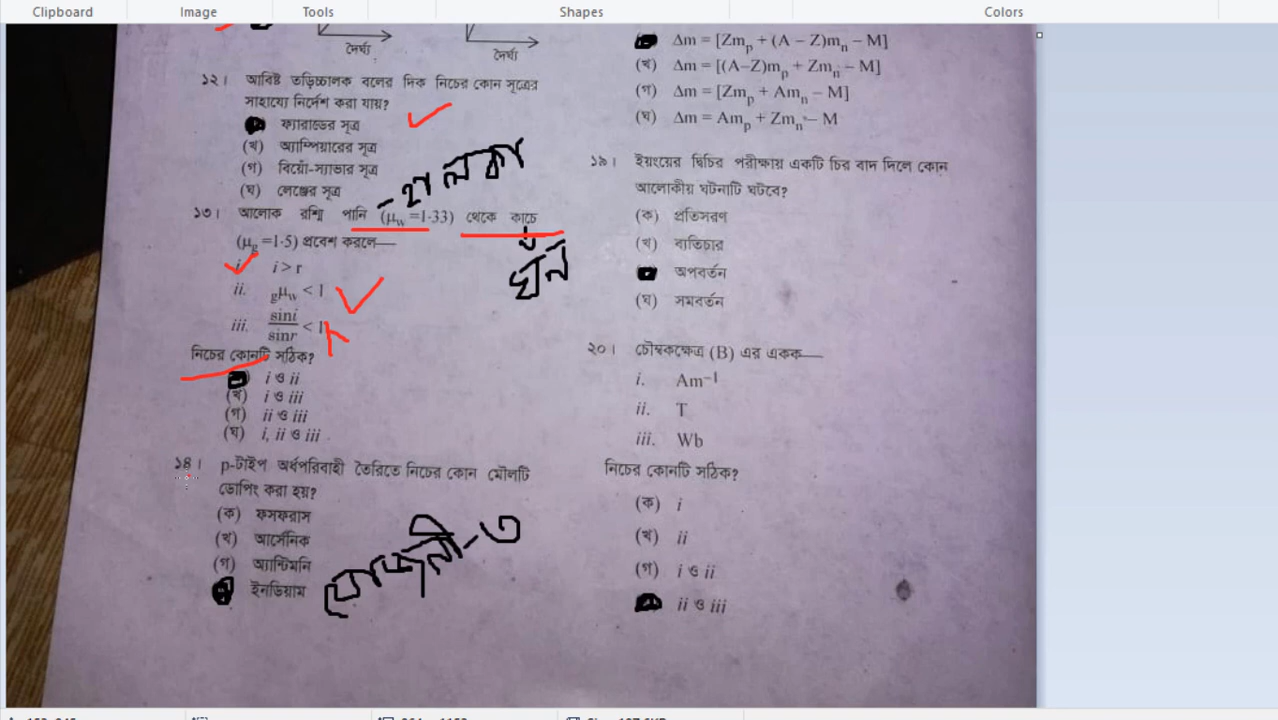 Clipboard
Image
Tools
Shapes
Colors
দৈর্ঘ্য
দৈর্ঘ্য
১২। আবিষ্ট তড়িচ্চালক বলের দিক নিচের কোন সূত্রের
সাহায্যে নির্দেশ করা যায়?
ফ্যারাডের সূত্র
(খ) অ্যাম্পিয়ারের সূত্র
(গ) বিয়োঁ-স্যাভার সূত্র
(ঘ) লেঞ্জের সূত্র
- হালকা
১৩। আলোক রশ্মি পানি (μw =1·33) থেকে কাচে
(μg =1·5) প্রবেশ করলে—
ঘন
i. i > r
ii. gμw < 1
iii. sini/sinr < 1
নিচের কোনটি সঠিক?
i ও ii
(খ) i ও iii
(গ) ii ও iii
(ঘ) i, ii ও iii
১৪। p-টাইপ অর্ধপরিবাহী তৈরিতে নিচের কোন মৌলটি
ডোপিং করা হয়?
(ক) ফসফরাস
(খ) আর্সেনিক
(গ) অ্যান্টিমনি
ইনডিয়াম
যোজনী-৩
Δm = [Zmp + (A – Z)mn – M]
(খ) Δm = [(A–Z)mp + Zmn – M]
(গ) Δm = [Zmp + Amn – M]
(ঘ) Δm = Amp + Zmn – M
১৯। ইয়ংয়ের দ্বিচির পরীক্ষায় একটি চির বাদ দিলে কোন
আলোকীয় ঘটনাটি ঘটবে?
(ক) প্রতিসরণ
(খ) ব্যতিচার
অপবর্তন
(ঘ) সমবর্তন
২০। চৌম্বকক্ষেত্র (B) এর একক—
i. Am⁻¹
ii. T
iii. Wb
নিচের কোনটি সঠিক?
(ক) i
(খ) ii
(গ) i ও ii
ii ও iii